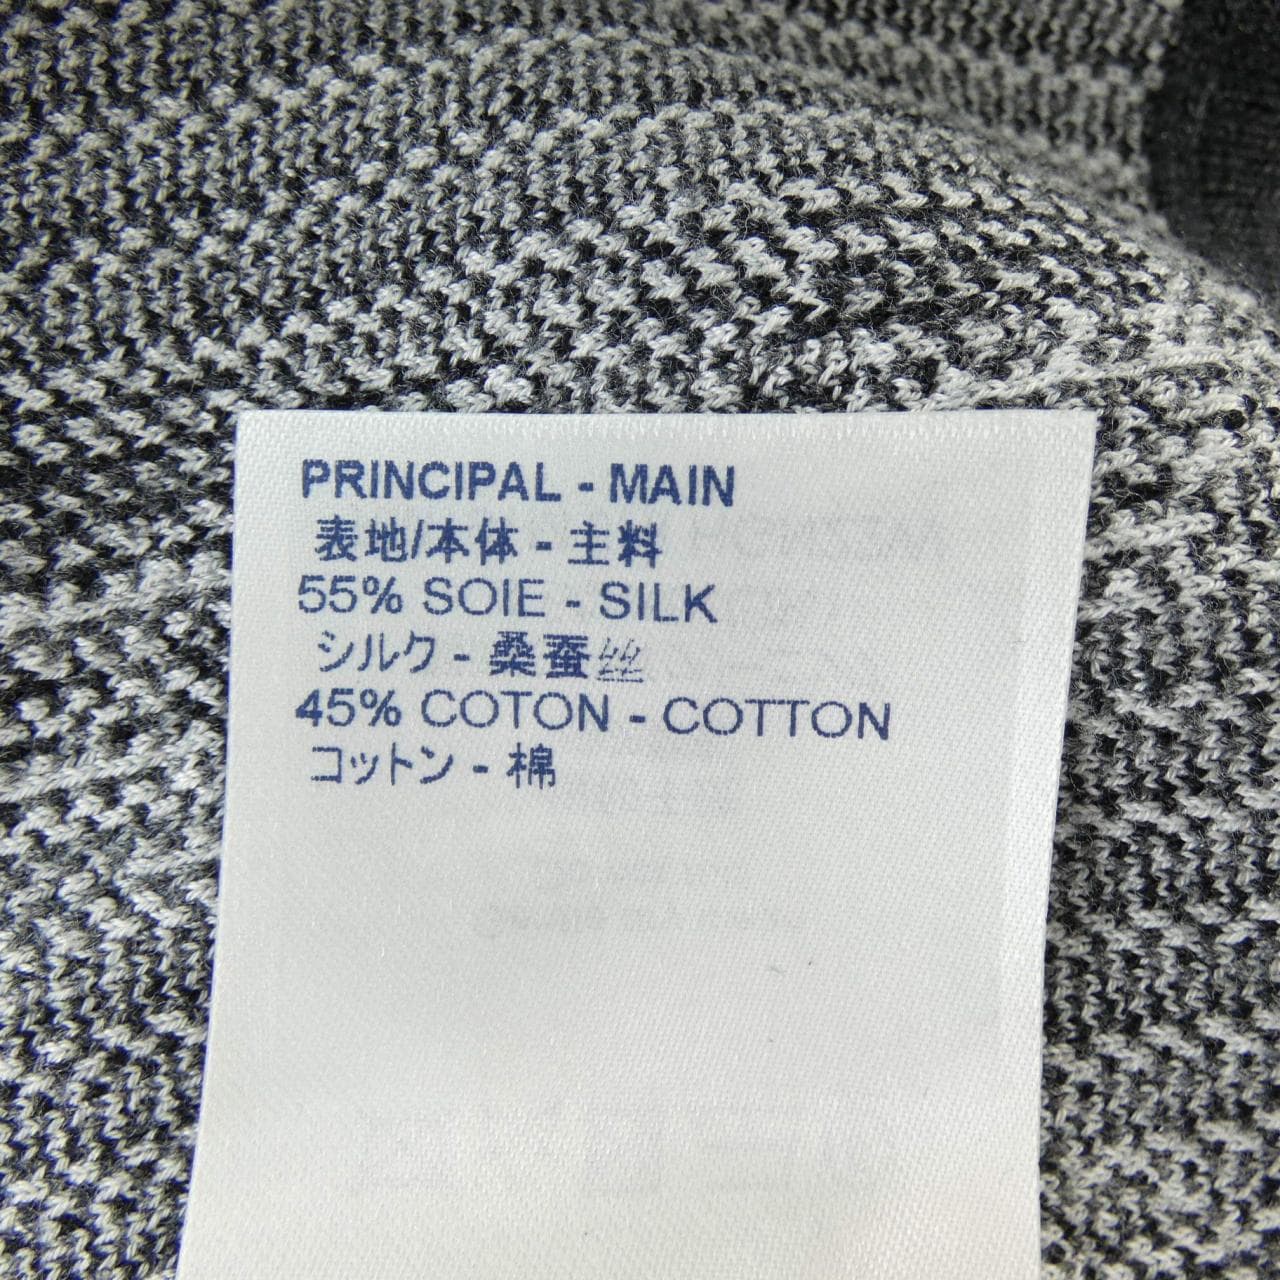 PRINCIPAL - MAIN
表地/本体 - 主料
55% SOIE - SILK
シルク - 桑蚕丝
45% COTON - COTTON
コットン - 棉